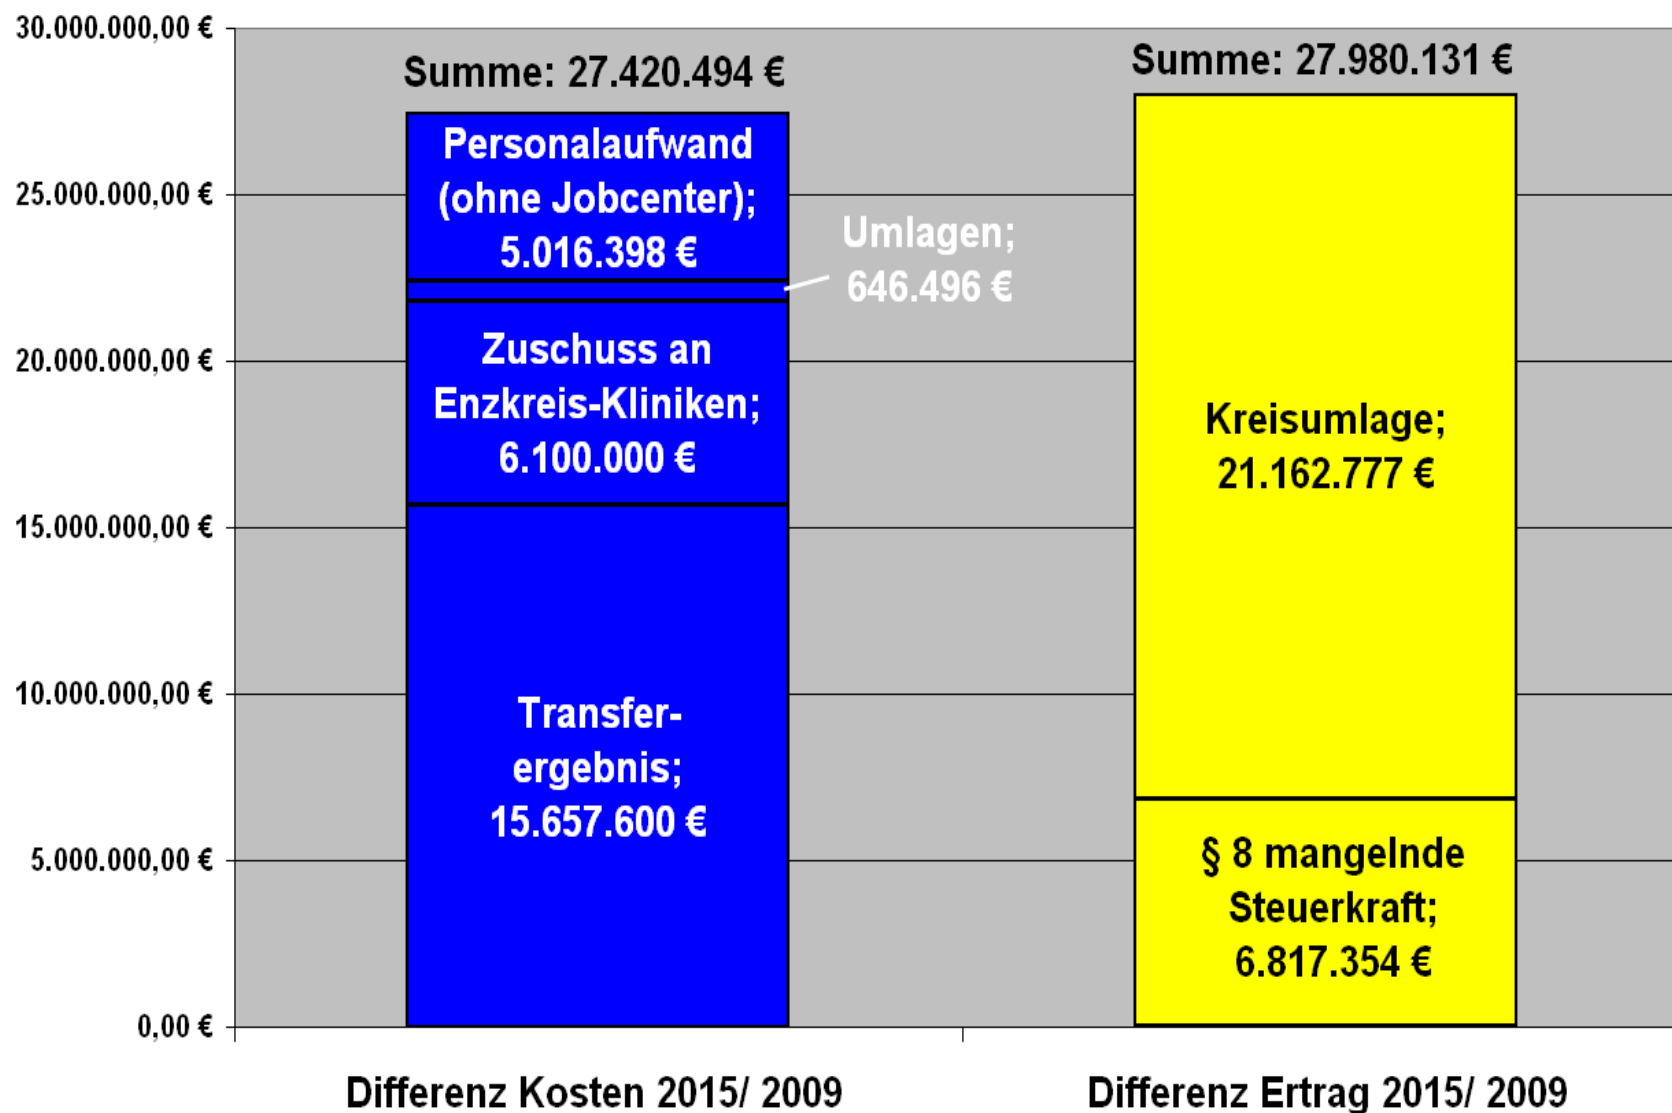 30.000.000,00 €
25.000.000,00 €
20.000.000,00 €
15.000.000,00 €
10.000.000,00 €
5.000.000,00 €
0,00 €
Summe: 27.420.494 €
Personalaufwand
(ohne Jobcenter);
5.016.398 €
Umlagen;
646.496 €
Zuschuss an
Enzkreis-Kliniken;
6.100.000 €
Transfer-
ergebnis;
15.657.600 €
Summe: 27.980.131 €
Kreisumlage;
21.162.777 €
§ 8 mangelnde
Steuerkraft;
6.817.354 €
Differenz Kosten 2015/ 2009
Differenz Ertrag 2015/ 2009